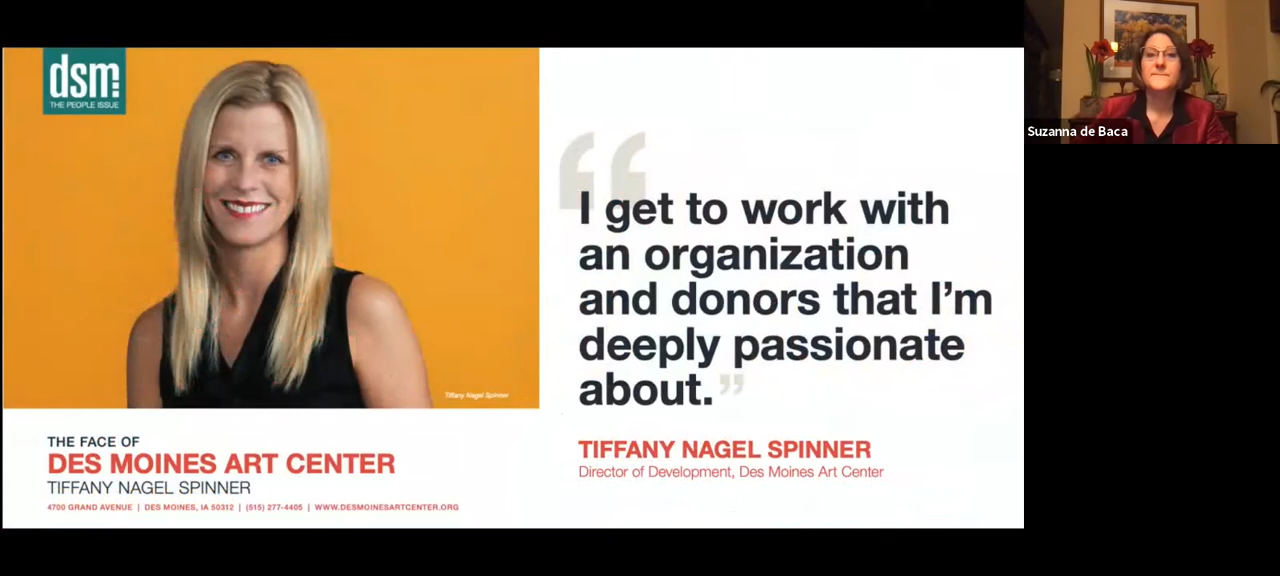 dsm:
THE PEOPLE ISSUE
Tiffany Nagel Spinner
THE FACE OF
DES MOINES ART CENTER
TIFFANY NAGEL SPINNER
4700 GRAND AVENUE | DES MOINES, IA 50312 | (515) 277-4405 | WWW.DESMOINESARTCENTER.ORG
“I get to work with
an organization
and donors that I’m
deeply passionate
about.”
TIFFANY NAGEL SPINNER
Director of Development, Des Moines Art Center
Suzanna de Baca